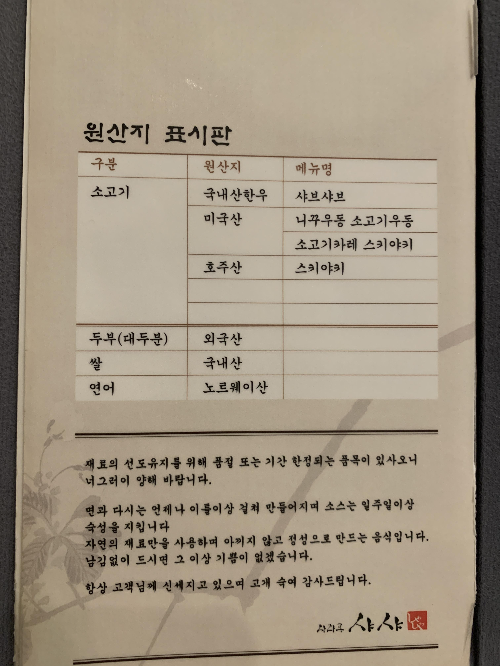 원산지 표시판
구분 원산지 메뉴명
소고기 국내산한우 샤브샤브
미국산 니꾸우동 소고기우동
소고기카레 스키야키
호주산 스키야키
두부(대두분) 외국산
쌀 국내산
연어 노르웨이산
재료의 선도유지를 위해 품절 또는 기간 한정되는 품목이 있사오니
너그러이 양해 바랍니다.
면과 다시는 언제나 이틀이상 걸쳐 만들어지며 소스는 일주일이상
숙성을 지킵니다
자연의 재료만을 사용하며 아끼지 않고 정성으로 만드는 음식입니다.
남김없이 드시면 그 이상 기쁨이 없겠습니다.
항상 고객님께 신세지고 있으며 고개 숙여 감사드립니다.
샤샤